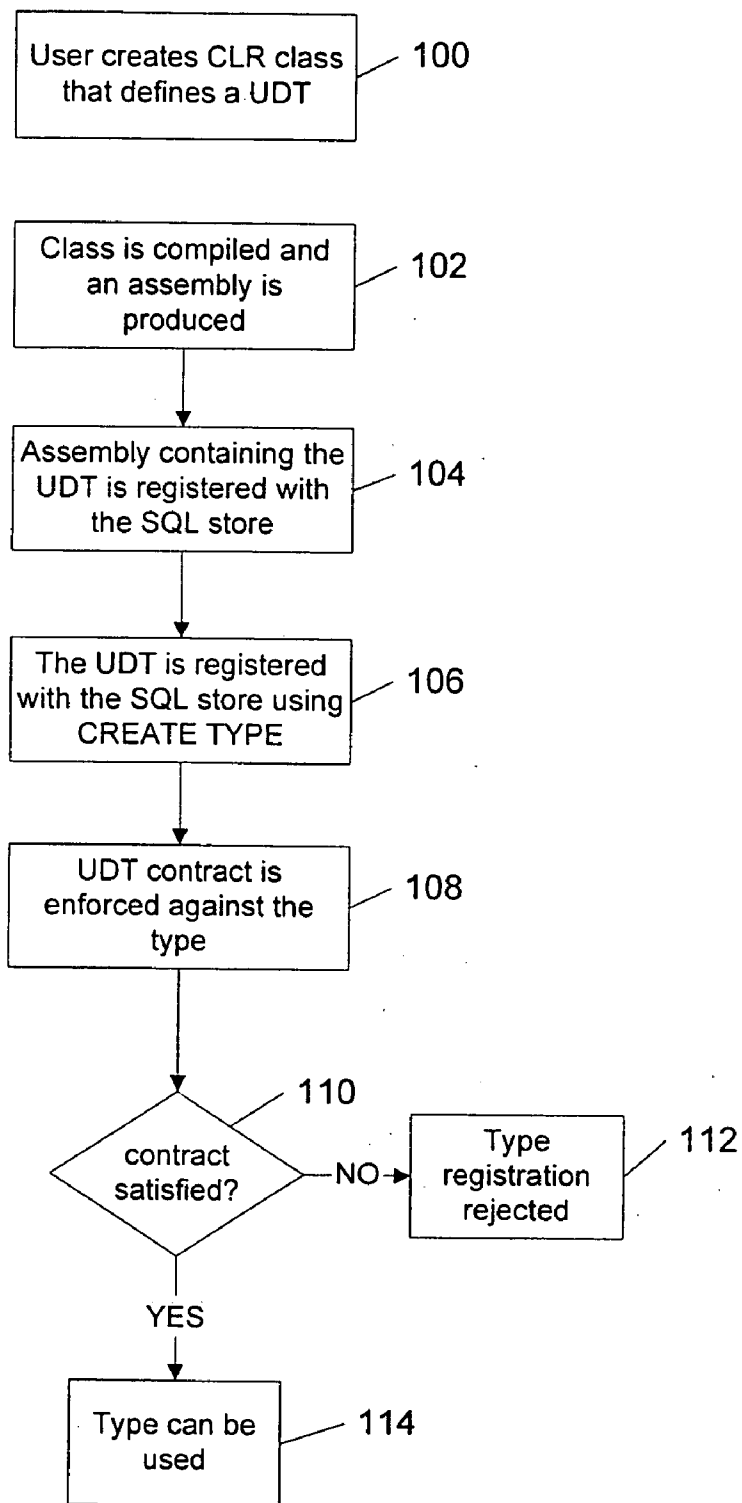 User creates CLR class
that defines a UDT
100
Class is compiled and
an assembly is
produced
102
Assembly containing the
UDT is registered with
the SQL store
104
The UDT is registered
with the SQL store using
CREATE TYPE
106
UDT contract is
enforced against the
type
108
110
contract
satisfied?
NO
Type
registration
rejected
112
YES
Type can be
used
114